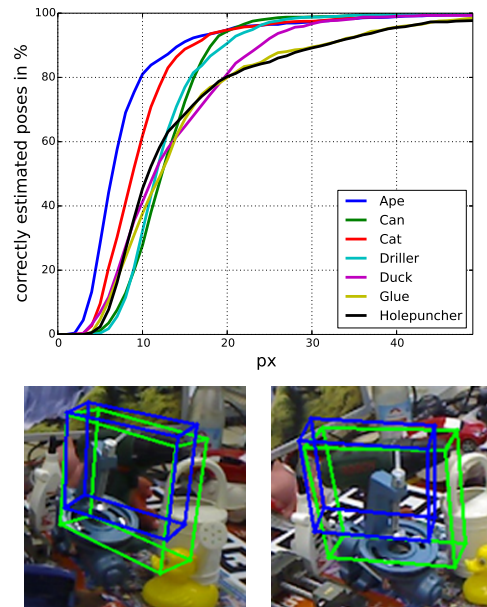 correctly estimated poses in %
100
80
60
40
20
0
0 10 20 30 40
px
Ape
Can
Cat
Driller
Duck
Glue
Holepuncher